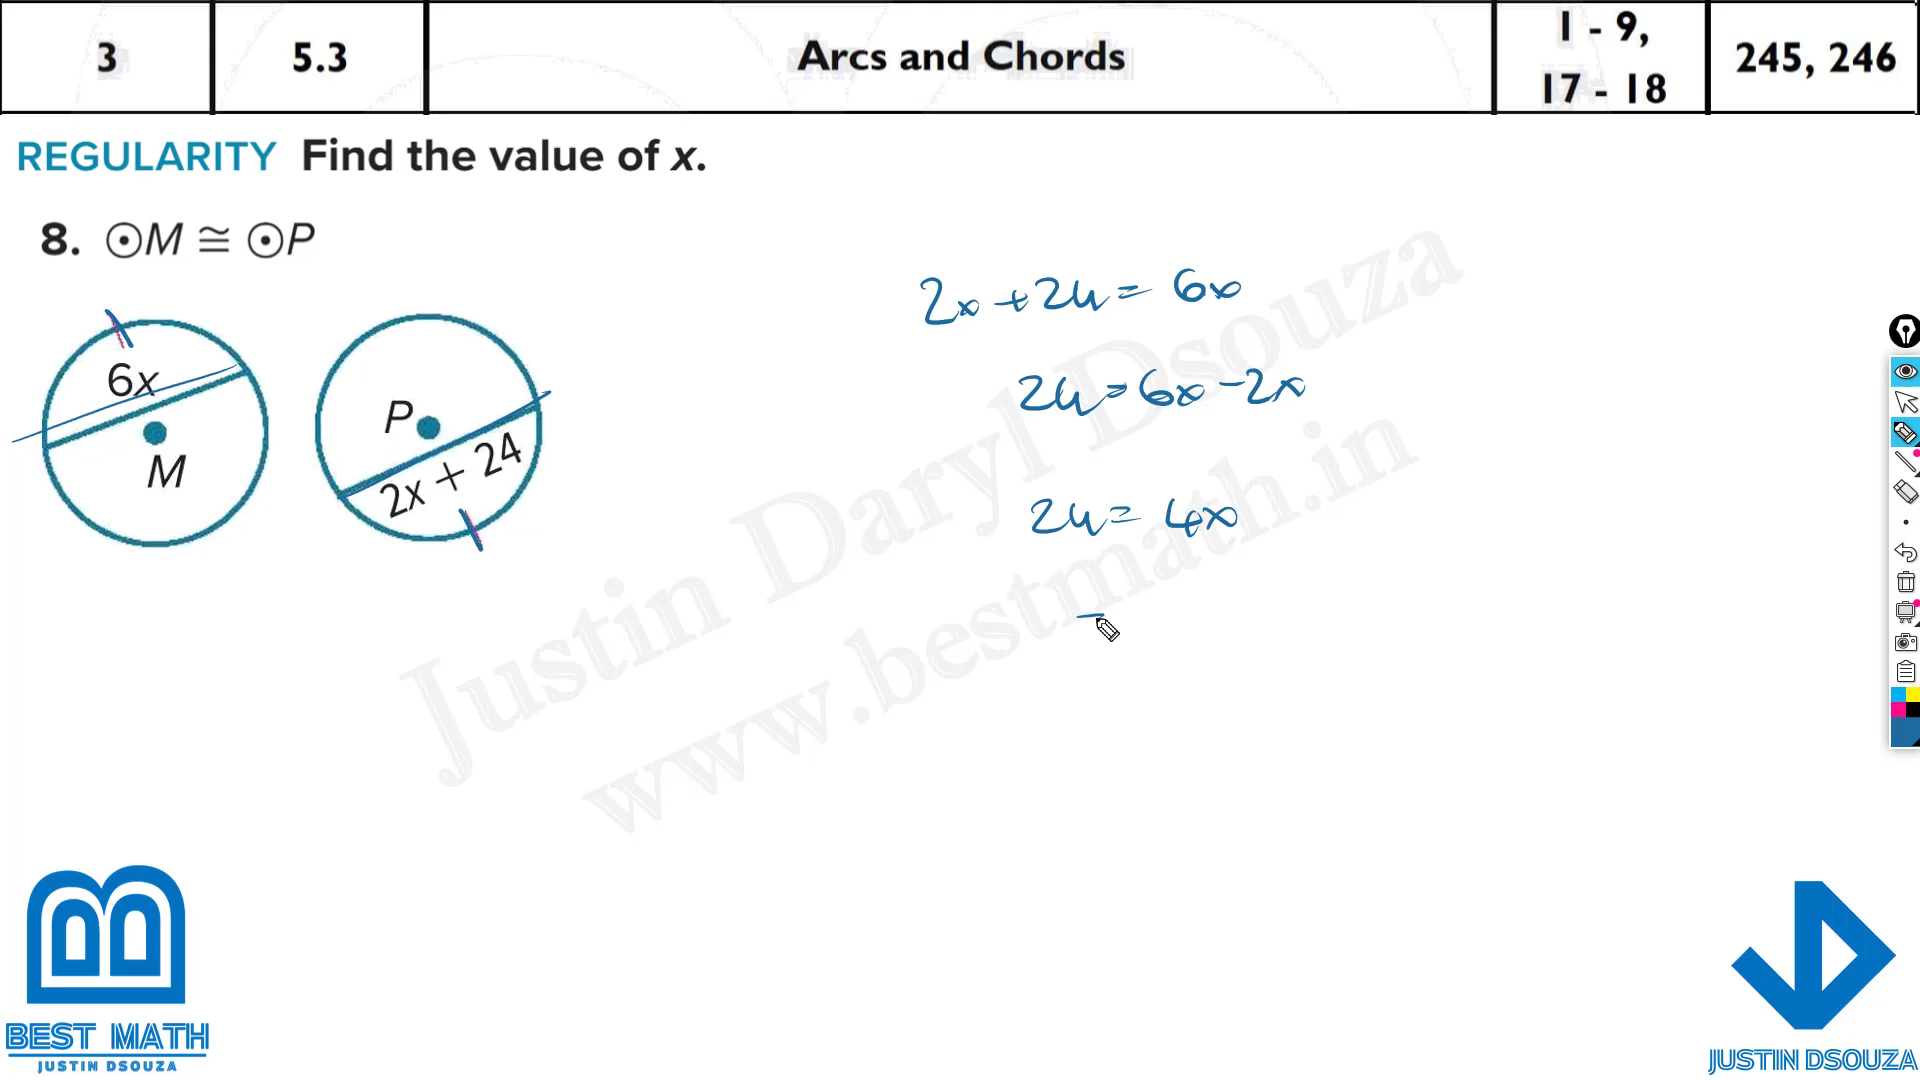 3 5.3 Arcs and Chords 1 - 9, 245, 246
17 - 18
REGULARITY Find the value of x.
8. ⊙M ≅ ⊙P
6x
M
P
2x + 24
2x + 24 = 6x
24 = 6x - 2x
24 = 4x
Justin Daryl Dsouza
www.bestmath.in
BEST MATH
JUSTIN DSOUZA
JUSTIN DSOUZA